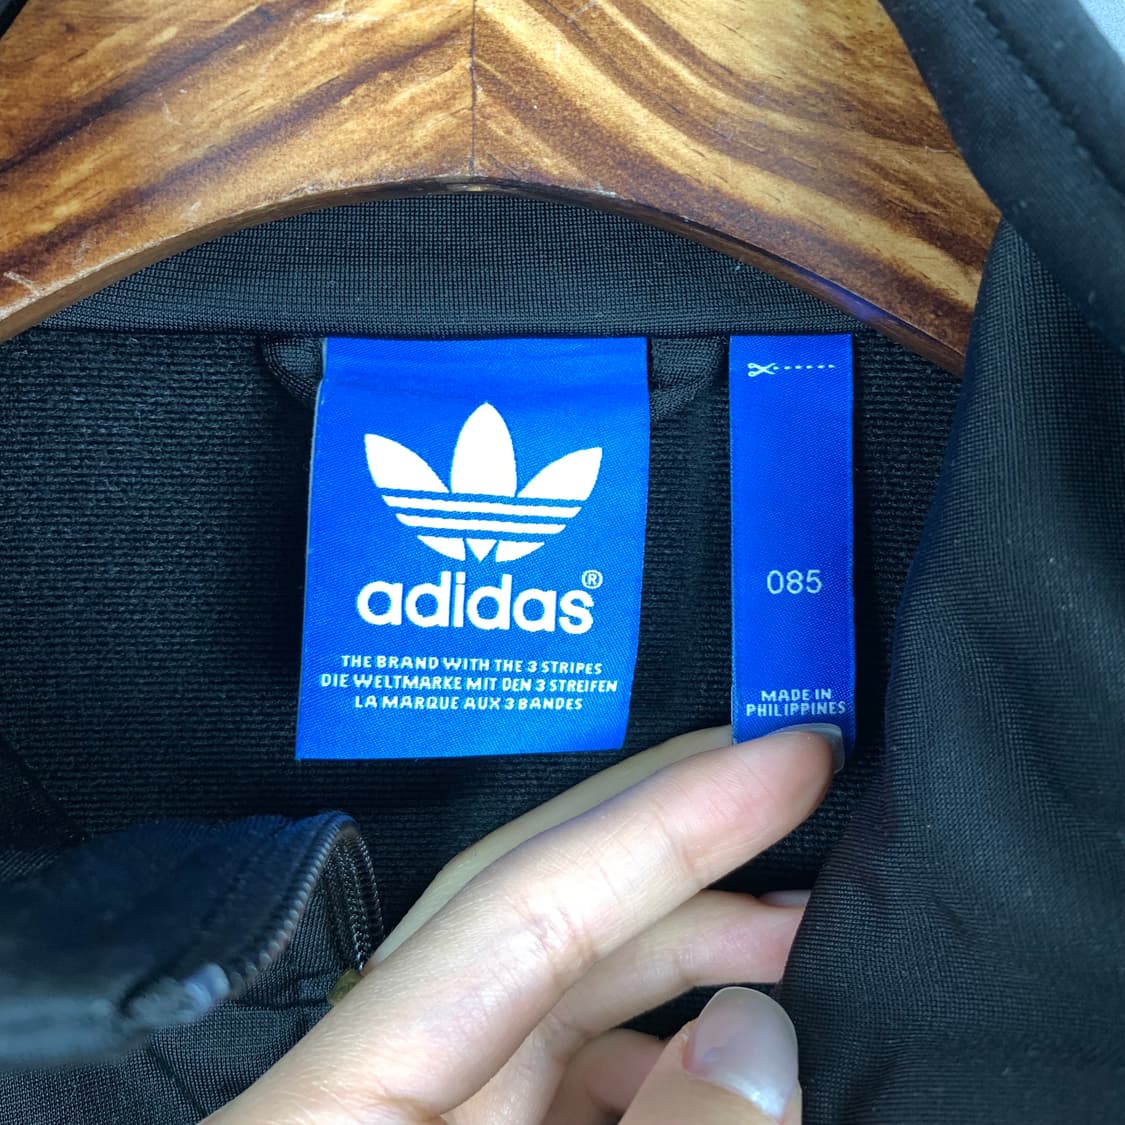 adidas®
THE BRAND WITH THE 3 STRIPES
DIE WELTMARKE MIT DEN 3 STREIFEN
LA MARQUE AUX 3 BANDES
085
MADE IN
PHILIPPINES